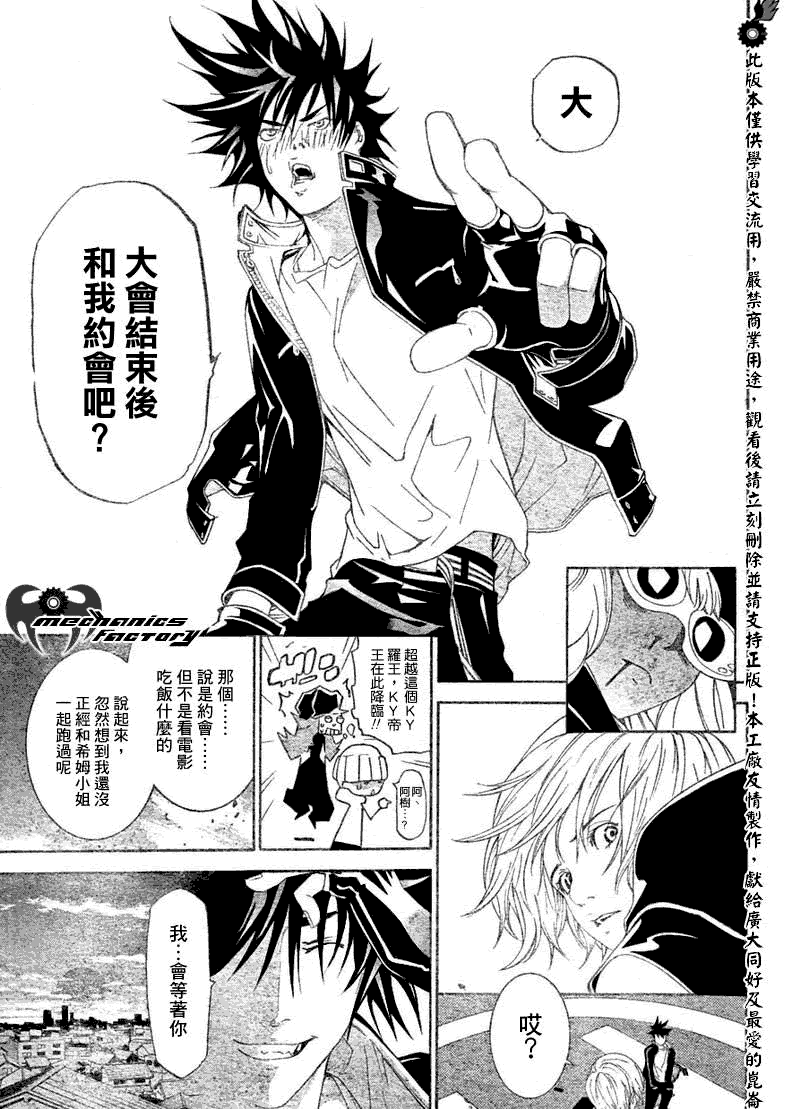 大
大會結束後
和我約會吧？
哎？
超越這個KY
羅王，KY帝
王在此降臨!!
阿、
阿樹…？
那個……
說是約會……
但不是看電影
吃飯什麼的
說起來，
忽然想到我還沒
正經和希姆小姐
一起跑過呢
我…會等著你
mechanics
Factory
此版本僅供學習交流用，嚴禁商業用途，觀看後請立刻刪除並請支持正版！本工廠友情製作，獻給廣大同好及最愛的崑崙